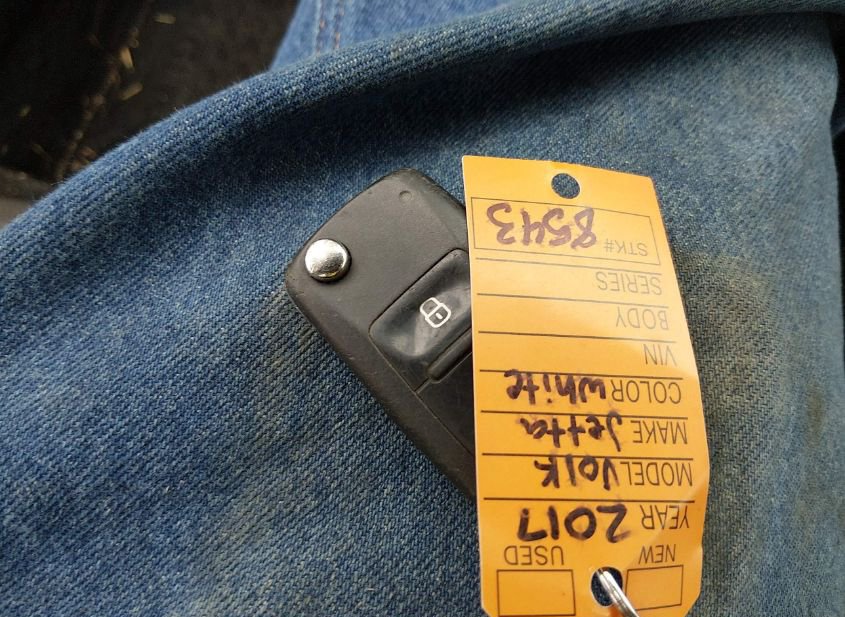 NEW USED
YEAR 2017
MODEL Volk
MAKE Jetta
COLOR white
VIN
BODY
SERIES
STK# 8543